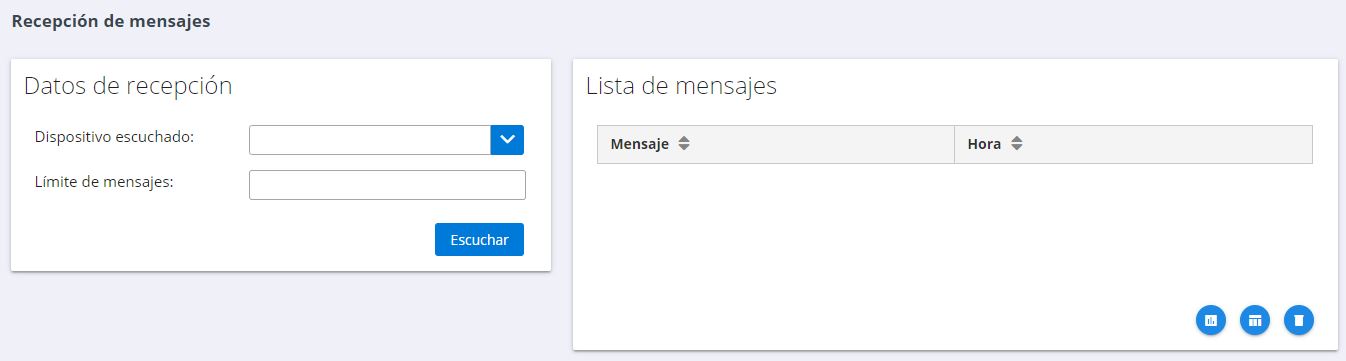 Recepción de mensajes
Datos de recepción
Dispositivo escuchado:
Límite de mensajes:
Escuchar
Lista de mensajes
Mensaje Hora